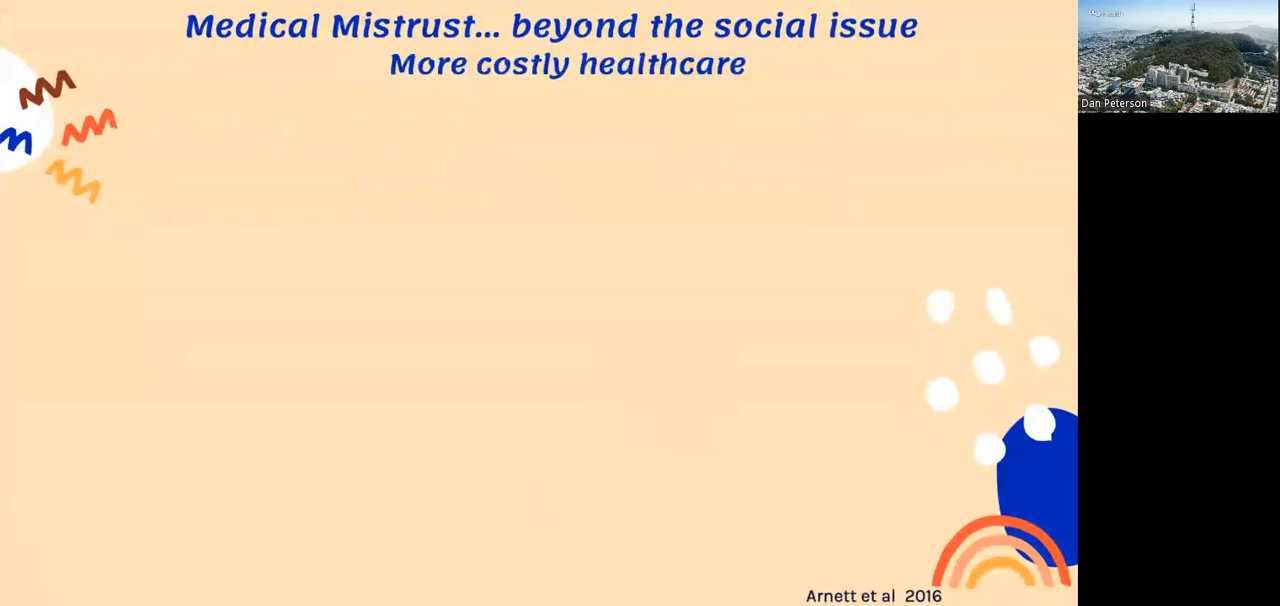 Medical Mistrust... beyond the social issue
More costly healthcare
Dan Peterson
Arnett et al 2016